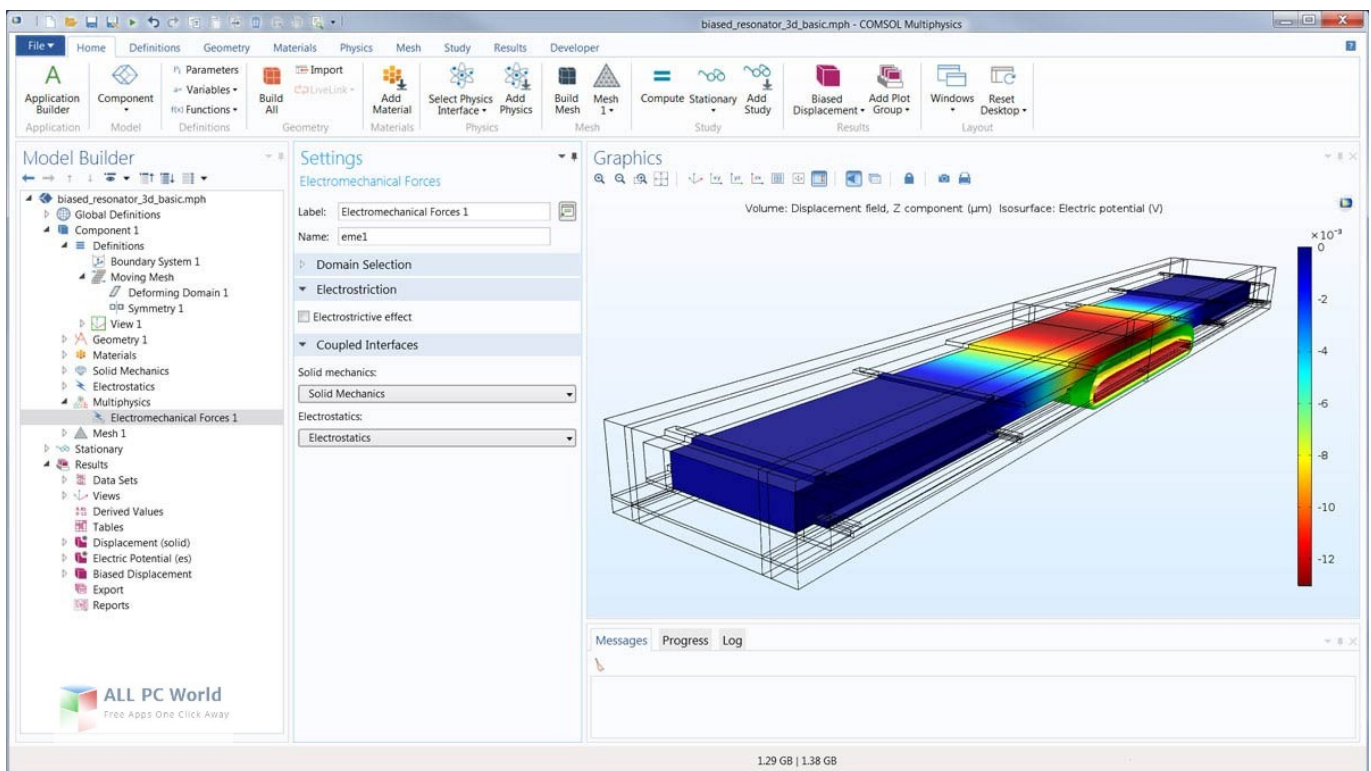 biased_resonator_3d_basic.mph - COMSOL Multiphysics
File Home Definitions Geometry Materials Physics Mesh Study Results Developer
Application Builder
Component
Parameters
Variables
f(x) Functions
Build All
Import
LiveLink
Add Material
Select Physics Interface
Add Physics
Build Mesh
Mesh 1
Compute
Stationary
Add Study
Biased Displacement
Add Plot Group
Windows
Reset Desktop
Application Model Definitions Geometry Materials Physics Mesh Study Results Layout
Model Builder
biased_resonator_3d_basic.mph
Global Definitions
Component 1
Definitions
Boundary System 1
Moving Mesh
Deforming Domain 1
Symmetry 1
View 1
Geometry 1
Materials
Solid Mechanics
Electrostatics
Multiphysics
Electromechanical Forces 1
Mesh 1
Stationary
Results
Data Sets
Views
Derived Values
Tables
Displacement (solid)
Electric Potential (es)
Biased Displacement
Export
Reports
ALL PC World
Free Apps One Click Away
Settings
Electromechanical Forces
Label: Electromechanical Forces 1
Name: eme1
Domain Selection
Electrostriction
Electrostrictive effect
Coupled Interfaces
Solid mechanics:
Solid Mechanics
Electrostatics:
Electrostatics
Graphics
Volume: Displacement field, Z component (µm) Isosurface: Electric potential (V)
×10⁻³
0
-2
-4
-6
-8
-10
-12
Messages Progress Log
1.29 GB | 1.38 GB